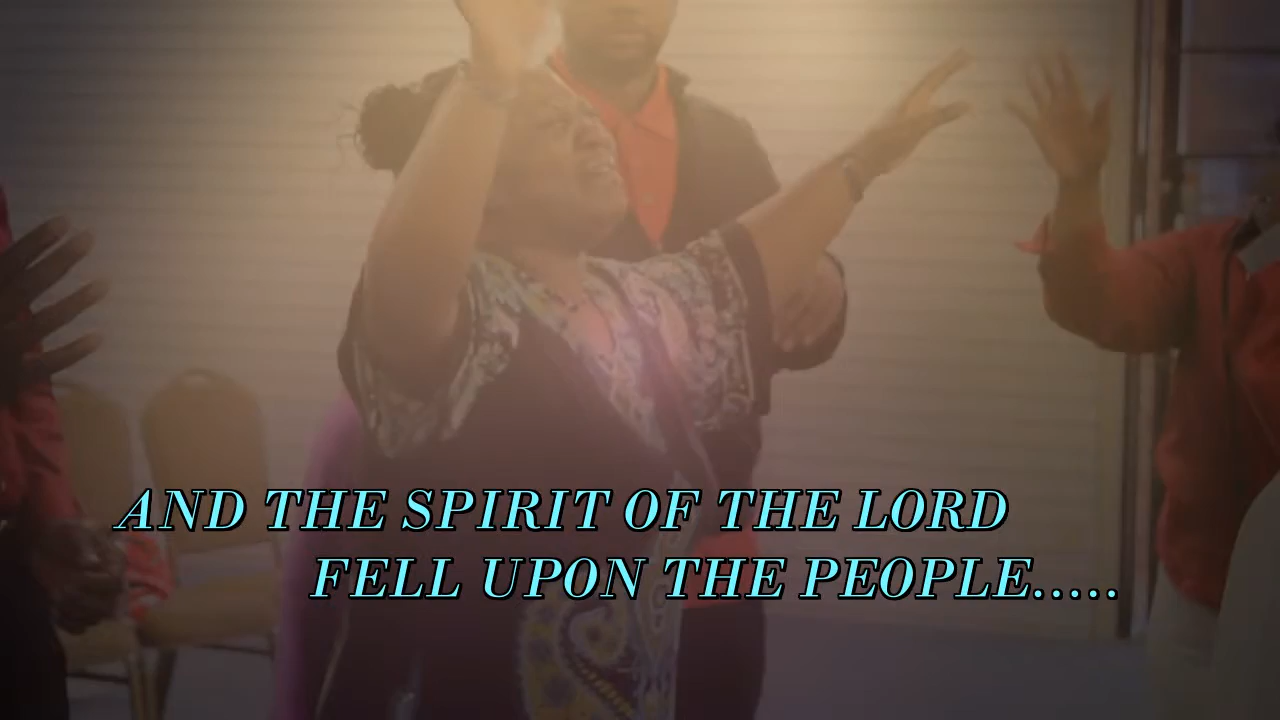 AND THE SPIRIT OF THE LORD
FELL UPON THE PEOPLE.....